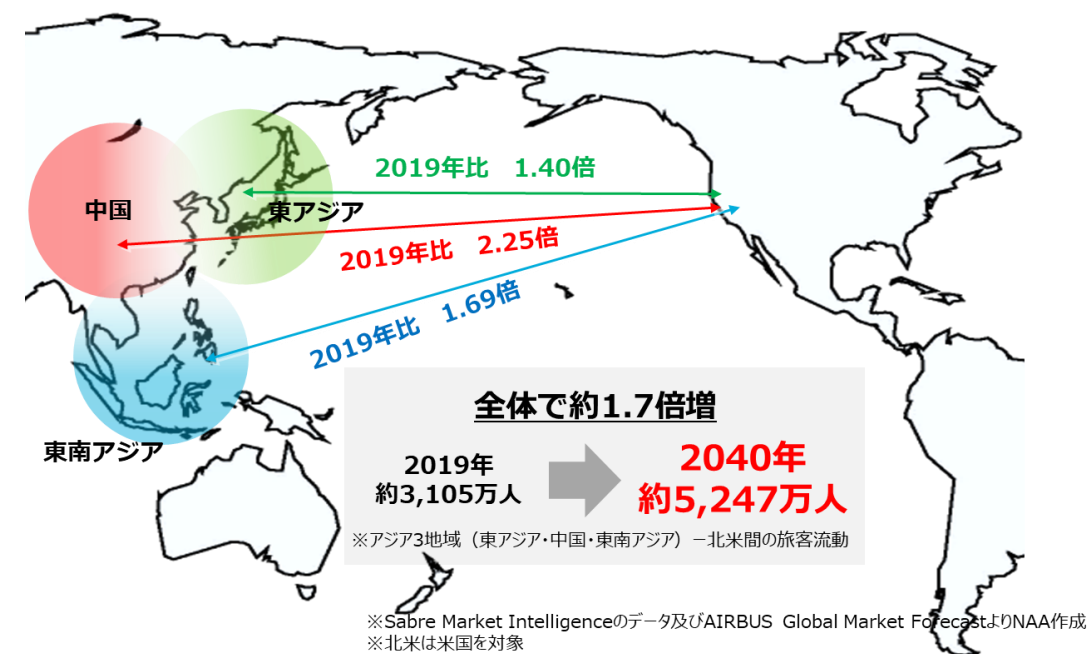 2019年比　1.40倍
中国
東アジア
2019年比　2.25倍
2019年比　1.69倍
東南アジア
全体で約1.7倍増
2019年
約3,105万人
2040年
約5,247万人
※アジア3地域（東アジア・中国・東南アジア）－北米間の旅客流動
※Sabre Market Intelligenceのデータ及びAIRBUS Global Market ForecastよりNAA作成
※北米は米国を対象